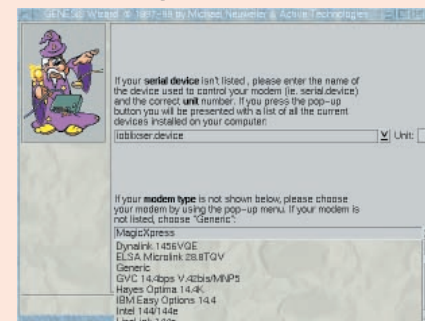 GENESiS Wizard © 1997-98 by Michael Neuweiler & Active Technologies
If your serial device isn't listed , please enter the name of
the device used to control your modem (ie. serial.device)
and the correct unit number. If you press the pop-up
button you will be presented with a list of all the current
devices installed on your computer.
ioblixser.device
Unit:
If your modem type is not shown below, please choose
your modem by using the pop-up menu. If your modem is
not listed, choose "Generic":
MagicXpress
Dynalink 1456VQE
ELSA Microlink 28.8TQV
Generic
GVC 14.4bps V.42bis/MNP5
Hayes Optima 14.4K
IBM Easy Options 14.4
Intel 144/144e